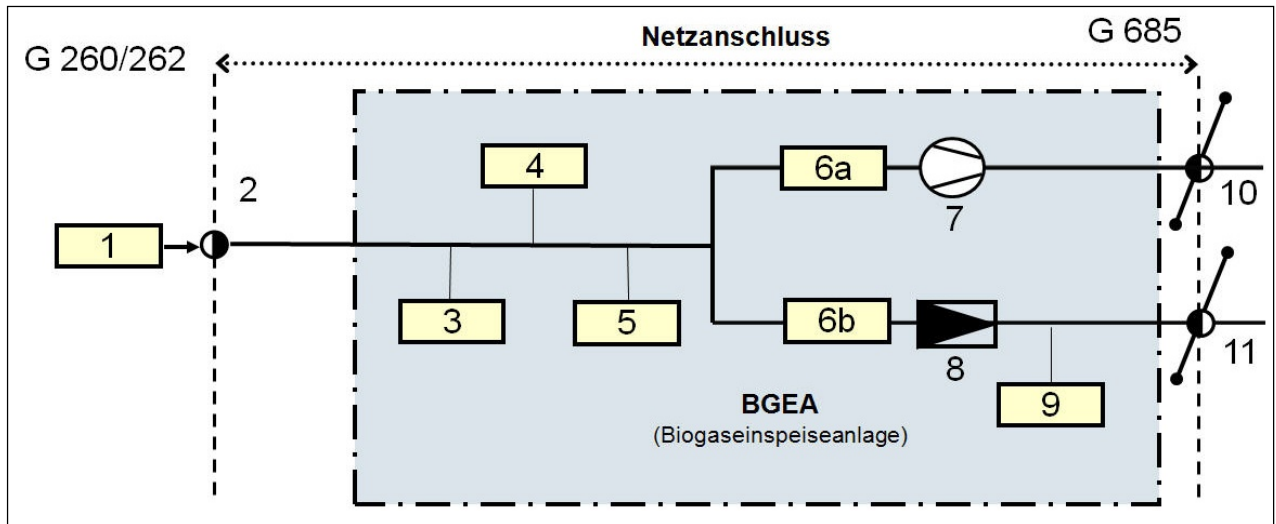 Netzanschluss
G 685
G 260/262
2
4
6a
10
1
7
3
5
6b
8
11
9
BGEA
(Biogaseinspeiseanlage)